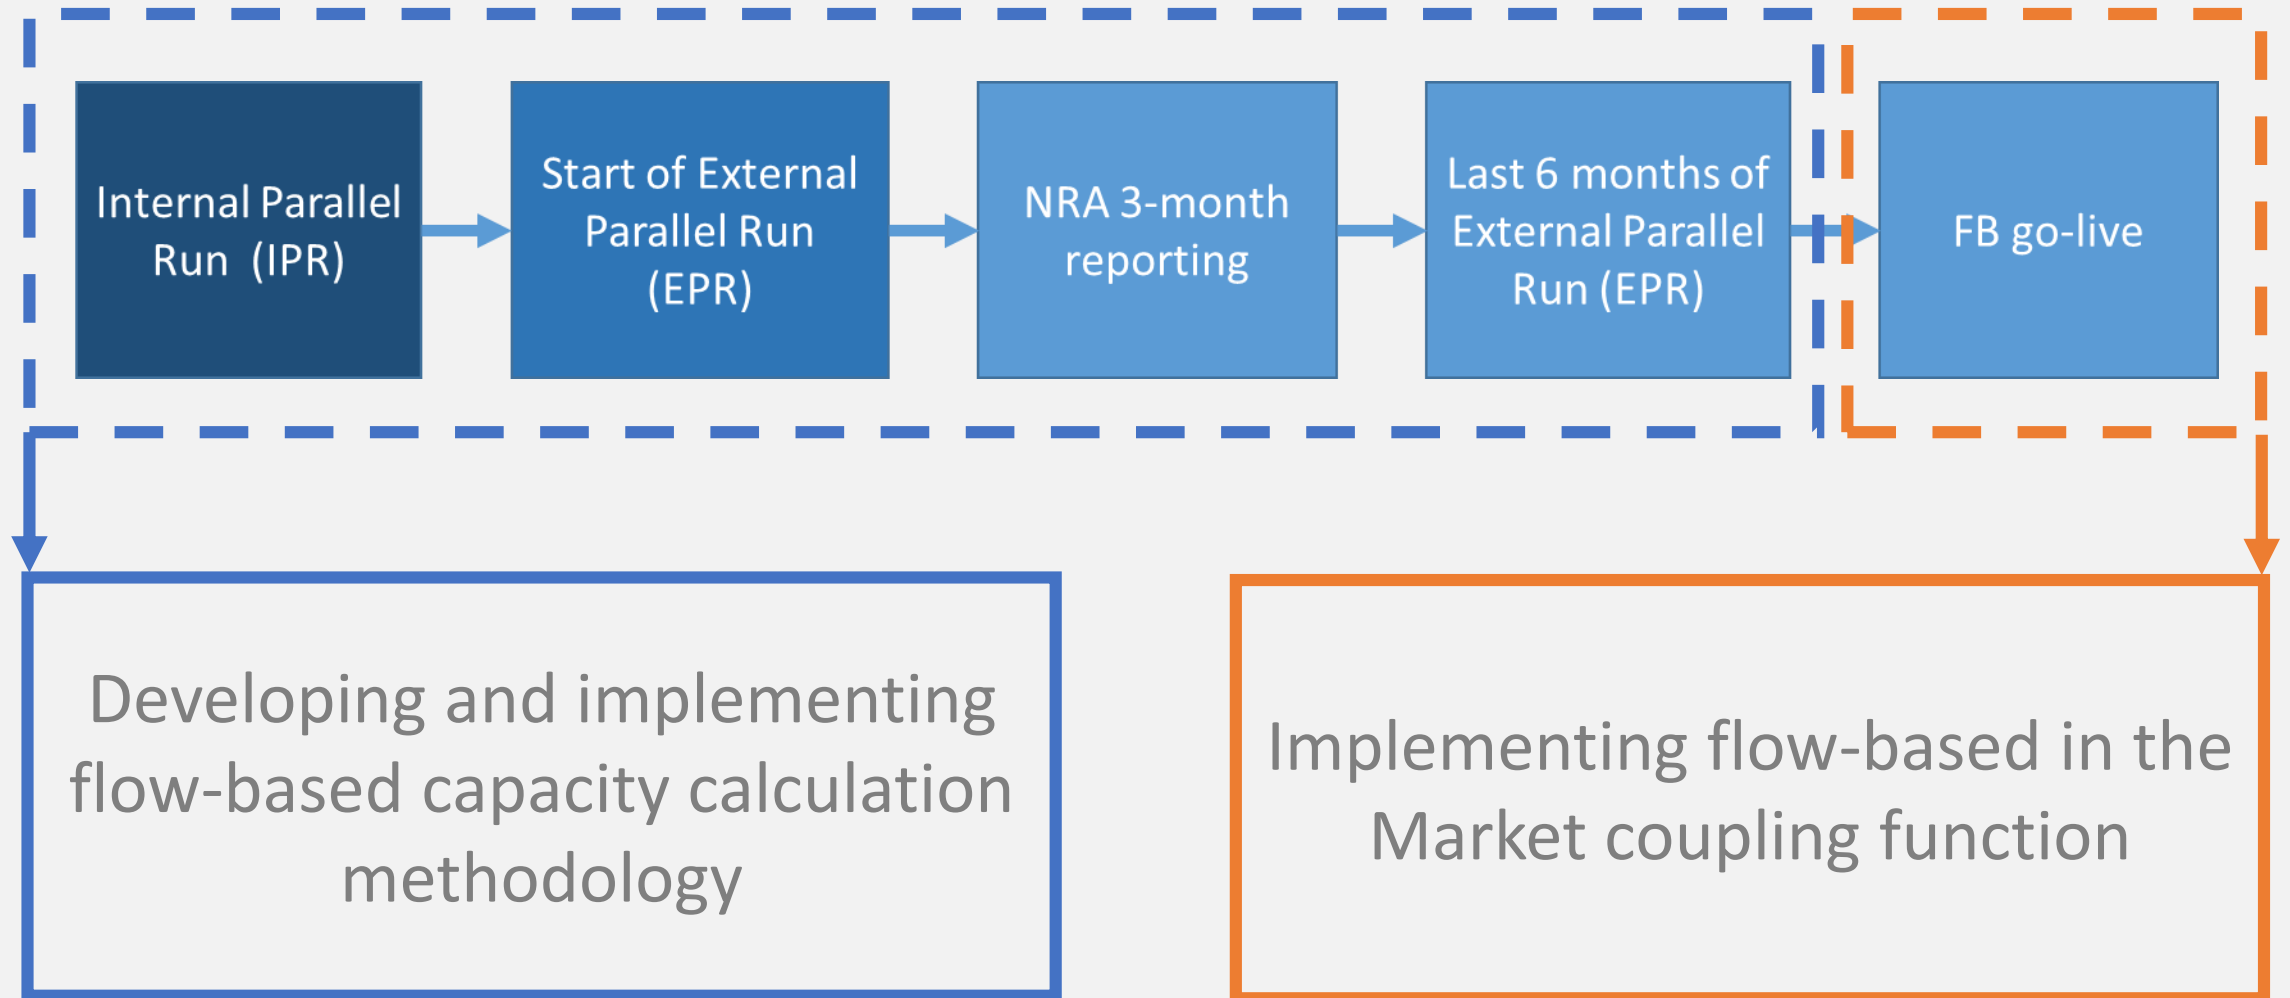 Internal Parallel
Run (IPR)
Start of External
Parallel Run
(EPR)
NRA 3-month
reporting
Last 6 months of
External Parallel
Run (EPR)
FB go-live
Developing and implementing
flow-based capacity calculation
methodology
Implementing flow-based in the
Market coupling function